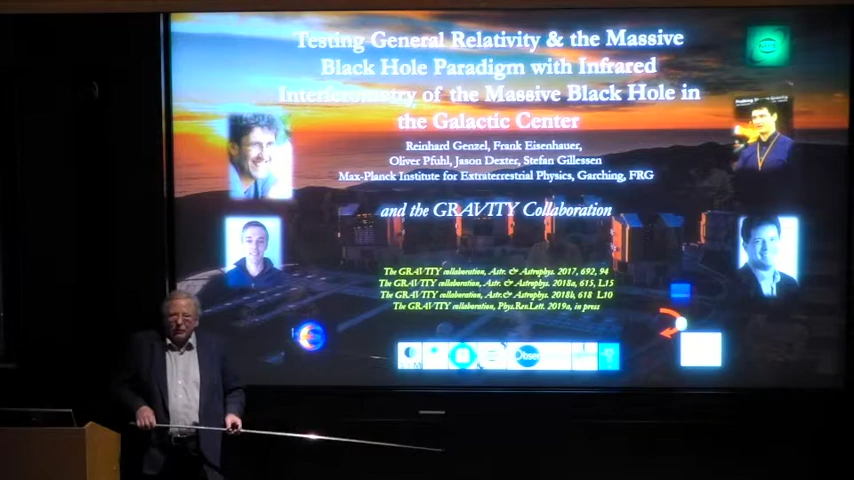 Testing General Relativity & the Massive
Black Hole Paradigm with Infrared
Interferometry of the Massive Black Hole in
the Galactic Center
Reinhard Genzel, Frank Eisenhauer,
Oliver Pfuhl, Jason Dexter, Stefan Gillessen
Max-Planck Institute for Extraterrestrial Physics, Garching, FRG
and the GRAVITY Collaboration
The GRAVITY collaboration, Astr. & Astrophys. 2017, 692, 94
The GRAVITY collaboration, Astr. & Astrophys. 2018a, 615, L15
The GRAVITY collaboration, Astr. & Astrophys. 2018b, 618 L10
The GRAVITY collaboration, Phys.Rev.Lett. 2019a, in press
Obser